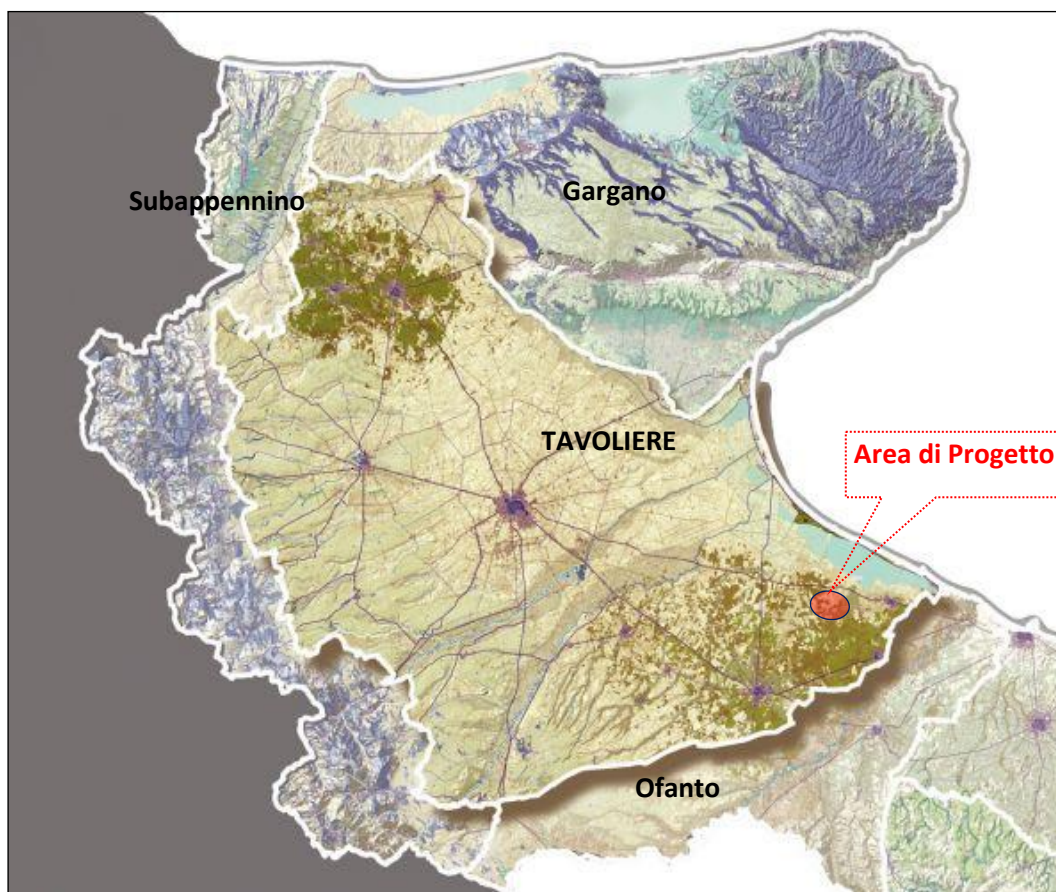 Subappennino
Gargano
TAVOLIERE
Area di Progetto
Ofanto